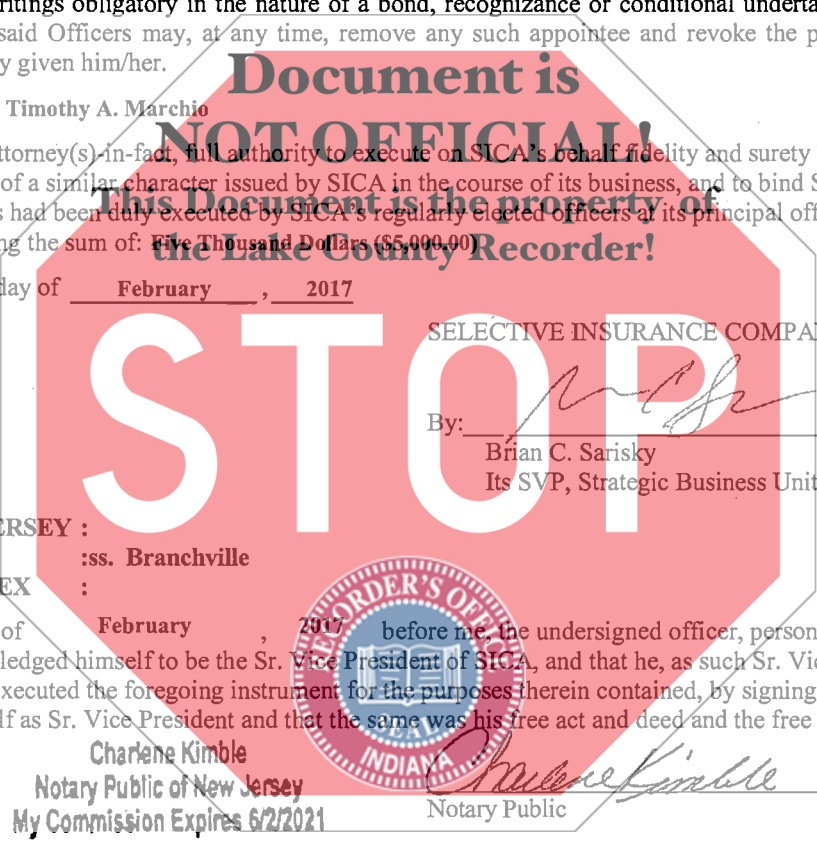 ritings obligatory in the nature of a bond, recognizance or conditional underta
said Officers may, at any time, remove any such appointee and revoke the p
y given him/her.
Document is
Timothy A. Marchio
NOT OFFICIAL!
ttorney(s)-in-fact, full authority to execute on SICA's behalf fidelity and surety
of a similar character issued by SICA in the course of its business, and to bind S
This Document is the property of
s had been duly executed by SICA's regularly elected officers at its principal off
ng the sum of: Five Thousand Dollars ($5,000.00)
the Lake County Recorder!
day of February , 2017
STOP
SELECTIVE INSURANCE COMPA
By:
Brian C. Sarisky
Its SVP, Strategic Business Unit
ERSEY :
:ss. Branchville
EX :
of February , 2017 before me, the undersigned officer, person
ledged himself to be the Sr. Vice President of SICA, and that he, as such Sr. Vic
xecuted the foregoing instrument for the purposes therein contained, by signing
lf as Sr. Vice President and that the same was his free act and deed and the free
RECORDER'S OFFICE
SEAL
INDIANA
Charlene Kimble
Notary Public of New Jersey
My Commission Expires 6/2/2021
Charlene Kimble
Notary Public